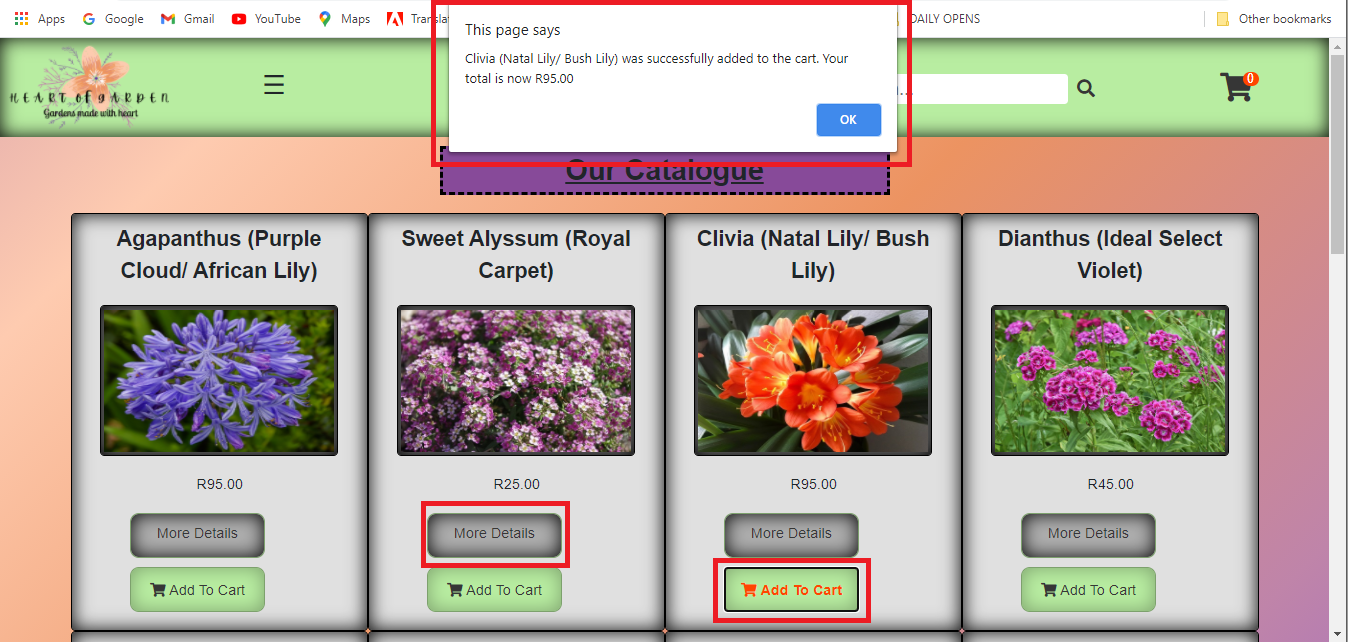 Apps Google Gmail YouTube Maps Transla DAILY OPENS Other bookmarks
This page says
Clivia (Natal Lily/ Bush Lily) was successfully added to the cart. Your
total is now R95.00
OK
HEART of gARDEN
Gardens made with heart
☰
0
Our Catalogue
Agapanthus (Purple
Cloud/ African Lily)
R95.00
More Details
Add To Cart
Sweet Alyssum (Royal
Carpet)
R25.00
More Details
Add To Cart
Clivia (Natal Lily/ Bush
Lily)
R95.00
More Details
Add To Cart
Dianthus (Ideal Select
Violet)
R45.00
More Details
Add To Cart